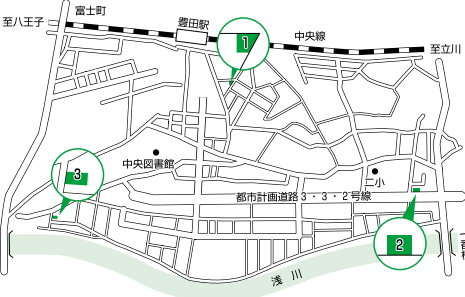 富士町
至八王子
豊田駅
中央線
至立川
1
中央図書館
3
二小
都市計画道路3・3・2号線
2
浅川